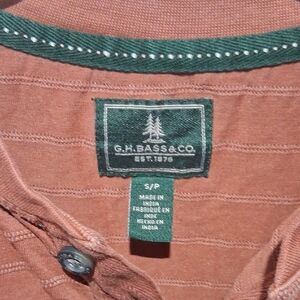 G.H.BASS&CO.
EST. 1876
S/P
MADE IN
INDIA
FABRIQUÉ EN
INDE
HECHO EN
INDIA